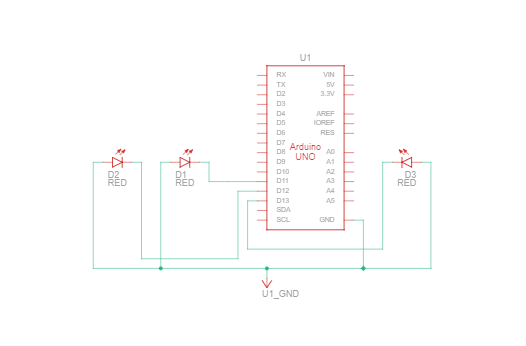 U1
RX VIN
TX 5V
D2 3.3V
D3
D4 AREF
D5 IOREF
D6 RES
D7
Arduino
UNO
D8 A0
D9 A1
D10 A2
D11 A3
D12 A4
D13 A5
SDA
SCL GND
D2
RED
D1
RED
D3
RED
U1_GND